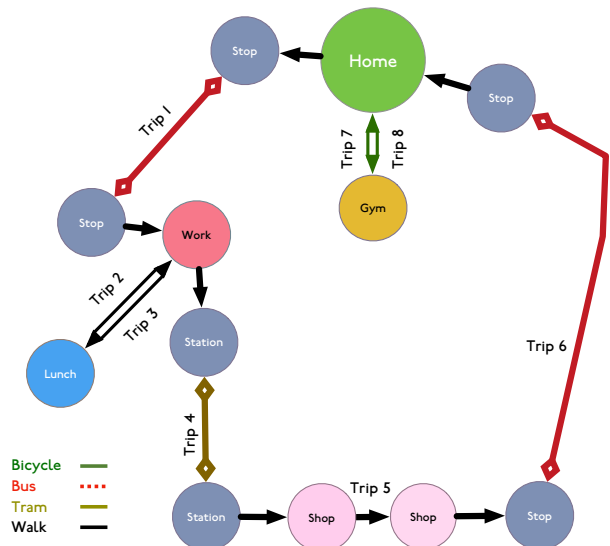 Stop
Home
Stop
Trip 1
Trip 7
Trip 8
Gym
Stop
Work
Trip 2
Trip 3
Station
Lunch
Trip 6
Trip 4
Bicycle
Bus
Tram
Walk
Trip 5
Station
Shop
Shop
Stop